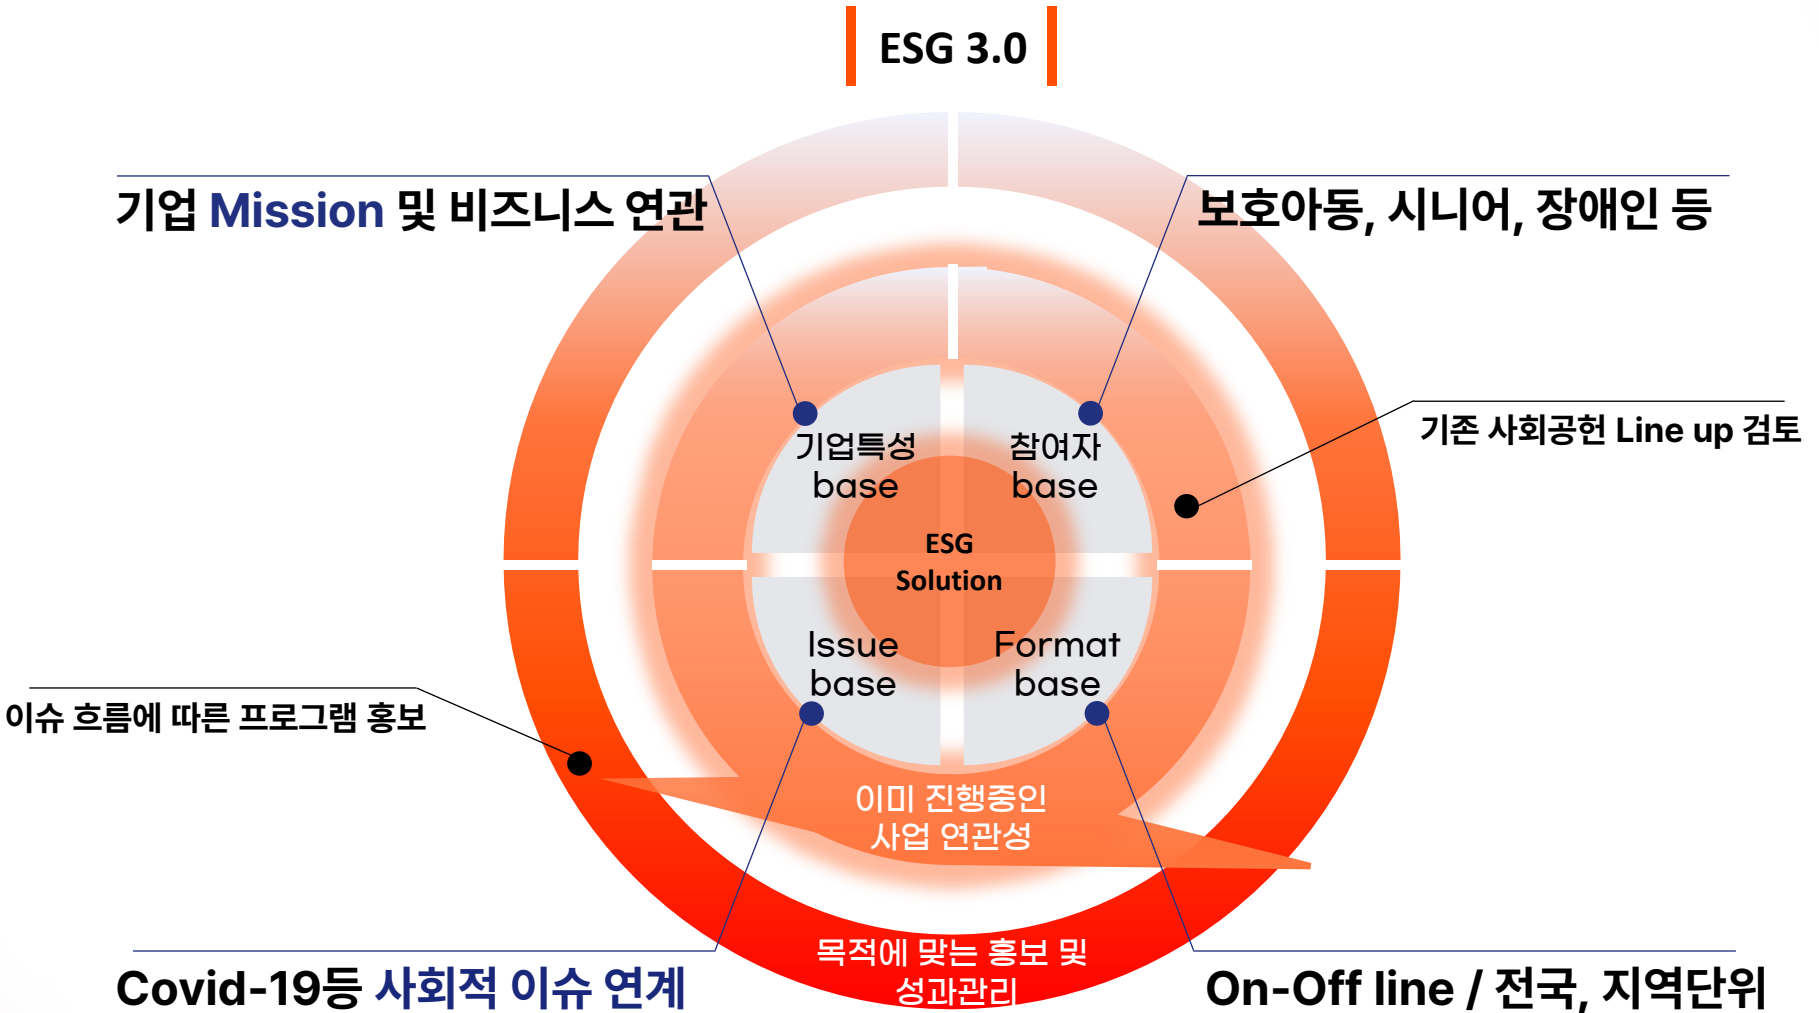 ESG 3.0
기업 Mission 및 비즈니스 연관
보호아동, 시니어, 장애인 등
기존 사회공헌 Line up 검토
기업특성
base
참여자
base
ESG
Solution
Issue
base
Format
base
이슈 흐름에 따른 프로그램 홍보
이미 진행중인
사업 연관성
목적에 맞는 홍보 및
성과관리
Covid-19등 사회적 이슈 연계
On-Off line / 전국, 지역단위